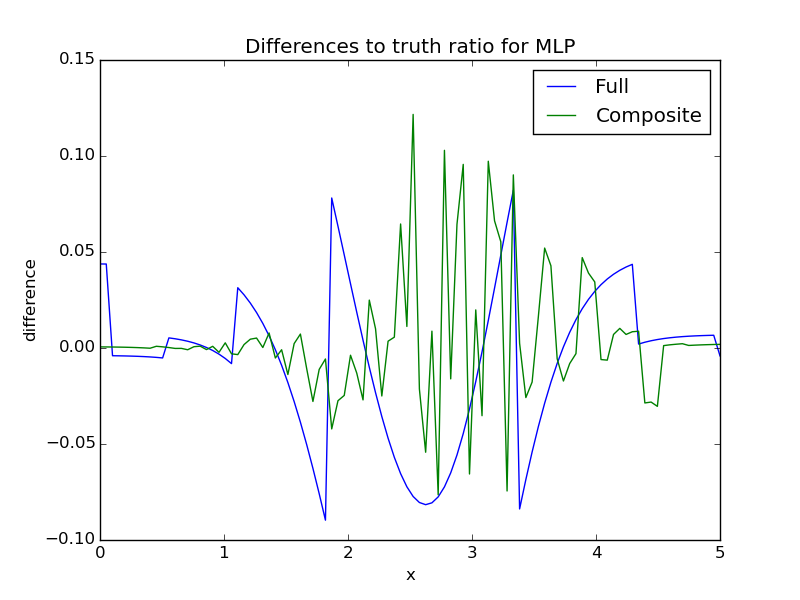 Differences to truth ratio for MLP
0.15
0.10
0.05
0.00
−0.05
−0.10
difference
Full
Composite
0 1 2 3 4 5
x